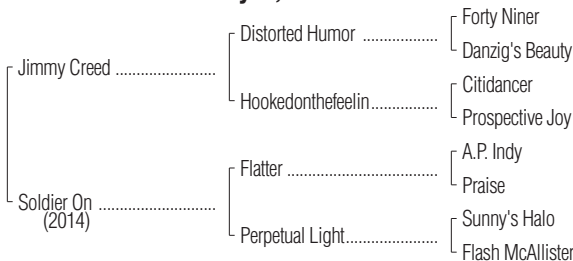 Forty Niner
Distorted Humor ..................
Danzig's Beauty
Jimmy Creed ........................
Citidancer
Hookedonthefeelin................
Prospective Joy
A.P. Indy
Flatter ....................................
Praise
Soldier On ............................
(2014)
Sunny's Halo
Perpetual Light......................
Flash McAllister